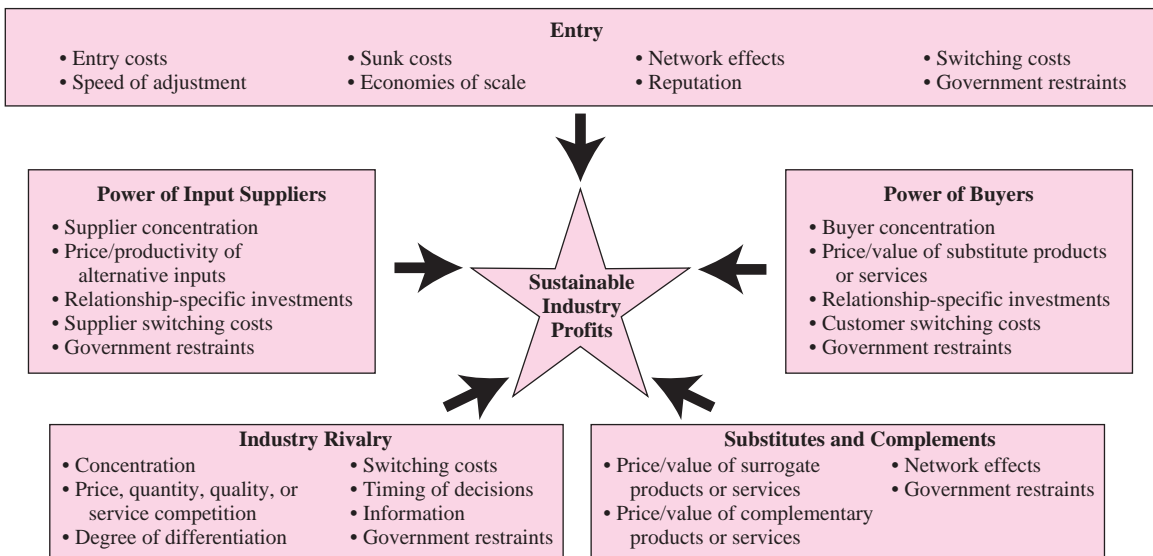 Entry
• Entry costs
• Speed of adjustment
• Sunk costs
• Economies of scale
• Network effects
• Reputation
• Switching costs
• Government restraints
Power of Input Suppliers
• Supplier concentration
• Price/productivity of
alternative inputs
• Relationship-specific investments
• Supplier switching costs
• Government restraints
Sustainable
Industry
Profits
Power of Buyers
• Buyer concentration
• Price/value of substitute products
or services
• Relationship-specific investments
• Customer switching costs
• Government restraints
Industry Rivalry
• Concentration
• Price, quantity, quality, or
service competition
• Degree of differentiation
• Switching costs
• Timing of decisions
• Information
• Government restraints
Substitutes and Complements
• Price/value of surrogate
products or services
• Price/value of complementary
products or services
• Network effects
• Government restraints